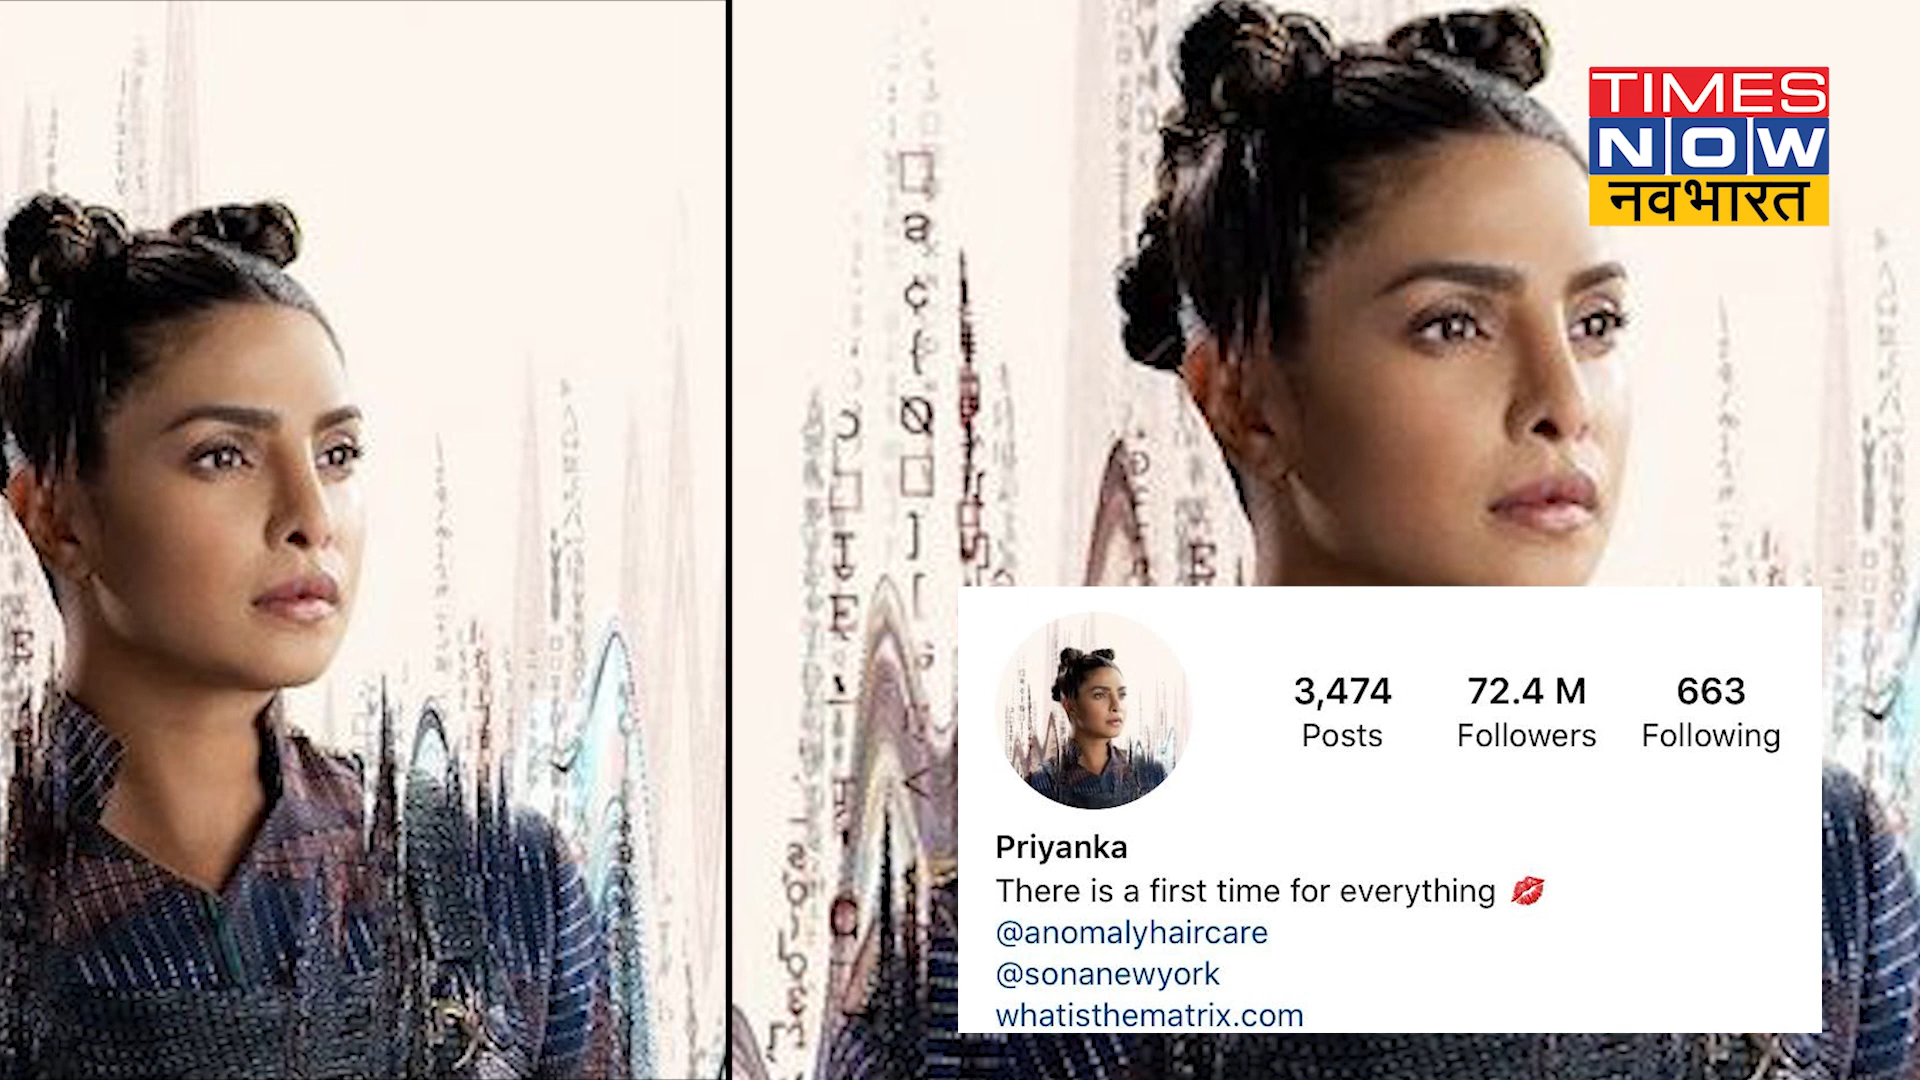 TIMES
NOW
नवभारत
3,474
Posts
72.4 M
Followers
663
Following
Priyanka
There is a first time for everything 💋
@anomalyhaircare
@sonanewyork
whatisthematrix.com